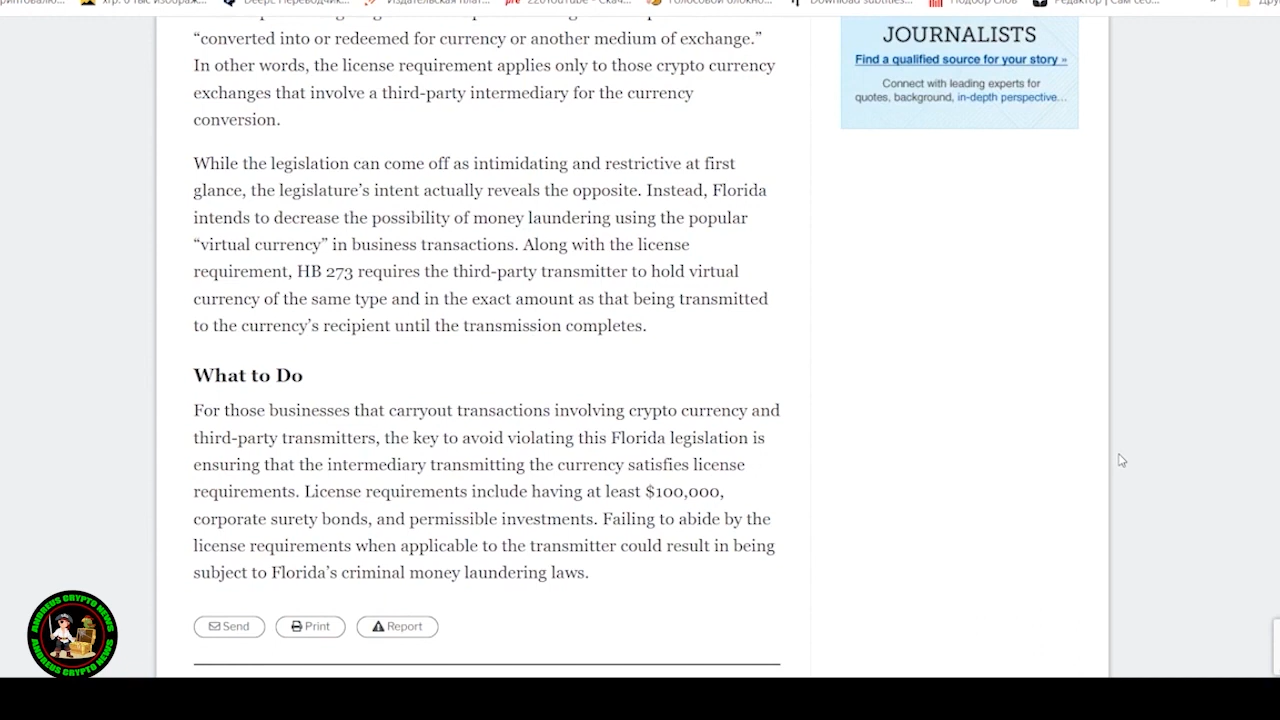 Download subtitles...
"converted into or redeemed for currency or another medium of exchange."
In other words, the license requirement applies only to those crypto currency
exchanges that involve a third-party intermediary for the currency
conversion.
While the legislation can come off as intimidating and restrictive at first
glance, the legislature's intent actually reveals the opposite. Instead, Florida
intends to decrease the possibility of money laundering using the popular
"virtual currency" in business transactions. Along with the license
requirement, HB 273 requires the third-party transmitter to hold virtual
currency of the same type and in the exact amount as that being transmitted
to the currency's recipient until the transmission completes.
What to Do
For those businesses that carryout transactions involving crypto currency and
third-party transmitters, the key to avoid violating this Florida legislation is
ensuring that the intermediary transmitting the currency satisfies license
requirements. License requirements include having at least $100,000,
corporate surety bonds, and permissible investments. Failing to abide by the
license requirements when applicable to the transmitter could result in being
subject to Florida's criminal money laundering laws.
Send Print Report
JOURNALISTS
Find a qualified source for your story »
Connect with leading experts for
quotes, background, in-depth perspective...
ANDREUS CRYPTO NEWS
ANDREUS CRYPTO NEWS